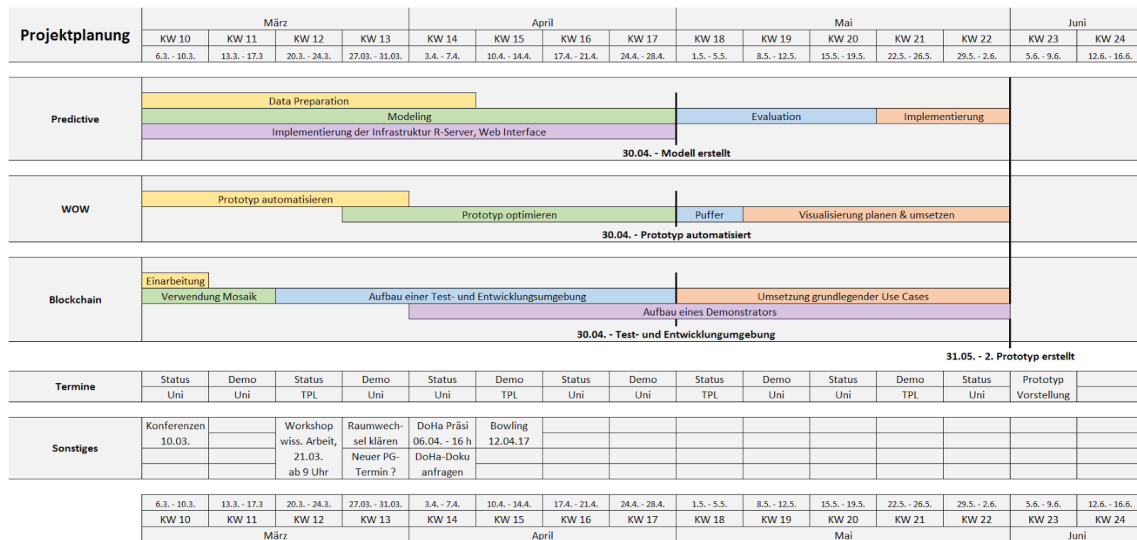 Projektplanung
März April Mai Juni
KW 10 KW 11 KW 12 KW 13 KW 14 KW 15 KW 16 KW 17 KW 18 KW 19 KW 20 KW 21 KW 22 KW 23 KW 24
6.3. - 10.3. 13.3. - 17.3 20.3. - 24.3. 27.03. - 31.03. 3.4. - 7.4. 10.4. - 14.4. 17.4. - 21.4. 24.4. - 28.4. 1.5. - 5.5. 8.5. - 12.5. 15.5. - 19.5. 22.5. - 26.5. 29.5. - 2.6. 5.6. - 9.6. 12.6. - 16.6.
Predictive
Data Preparation
Modeling Evaluation Implementierung
Implementierung der Infrastruktur R-Server, Web Interface
30.04. - Modell erstellt
WOW
Prototyp automatisieren
Prototyp optimieren Puffer Visualisierung planen & umsetzen
30.04. - Prototyp automatisiert
Blockchain
Einarbeitung
Verwendung Mosaik Aufbau einer Test- und Entwicklungsumgebung Umsetzung grundlegender Use Cases
Aufbau eines Demonstrators
30.04. - Test- und Entwicklungumgebung
31.05. - 2. Prototyp erstellt
Termine
Status Demo Status Demo Status Demo Status Demo Status Demo Status Demo Status Prototyp
Uni Uni TPL Uni Uni TPL Uni Uni TPL Uni Uni TPL Uni Vorstellung
Sonstiges
Konferenzen Workshop Raumwech- DoHa Präsi Bowling
10.03. wiss. Arbeit, sel klären 06.04. - 16 h 12.04.17
21.03. Neuer PG- DoHa-Doku
ab 9 Uhr Termin ? anfragen
6.3. - 10.3. 13.3. - 17.3 20.3. - 24.3. 27.03. - 31.03. 3.4. - 7.4. 10.4. - 14.4. 17.4. - 21.4. 24.4. - 28.4. 1.5. - 5.5. 8.5. - 12.5. 15.5. - 19.5. 22.5. - 26.5. 29.5. - 2.6. 5.6. - 9.6. 12.6. - 16.6.
KW 10 KW 11 KW 12 KW 13 KW 14 KW 15 KW 16 KW 17 KW 18 KW 19 KW 20 KW 21 KW 22 KW 23 KW 24
März April Mai Juni